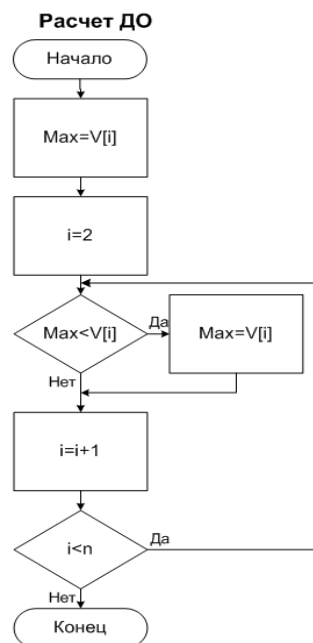 Расчет ДО
Начало
Max=V[i]
i=2
Max<V[i]
Да
Max=V[i]
Нет
i=i+1
i<n
Да
Нет
Конец